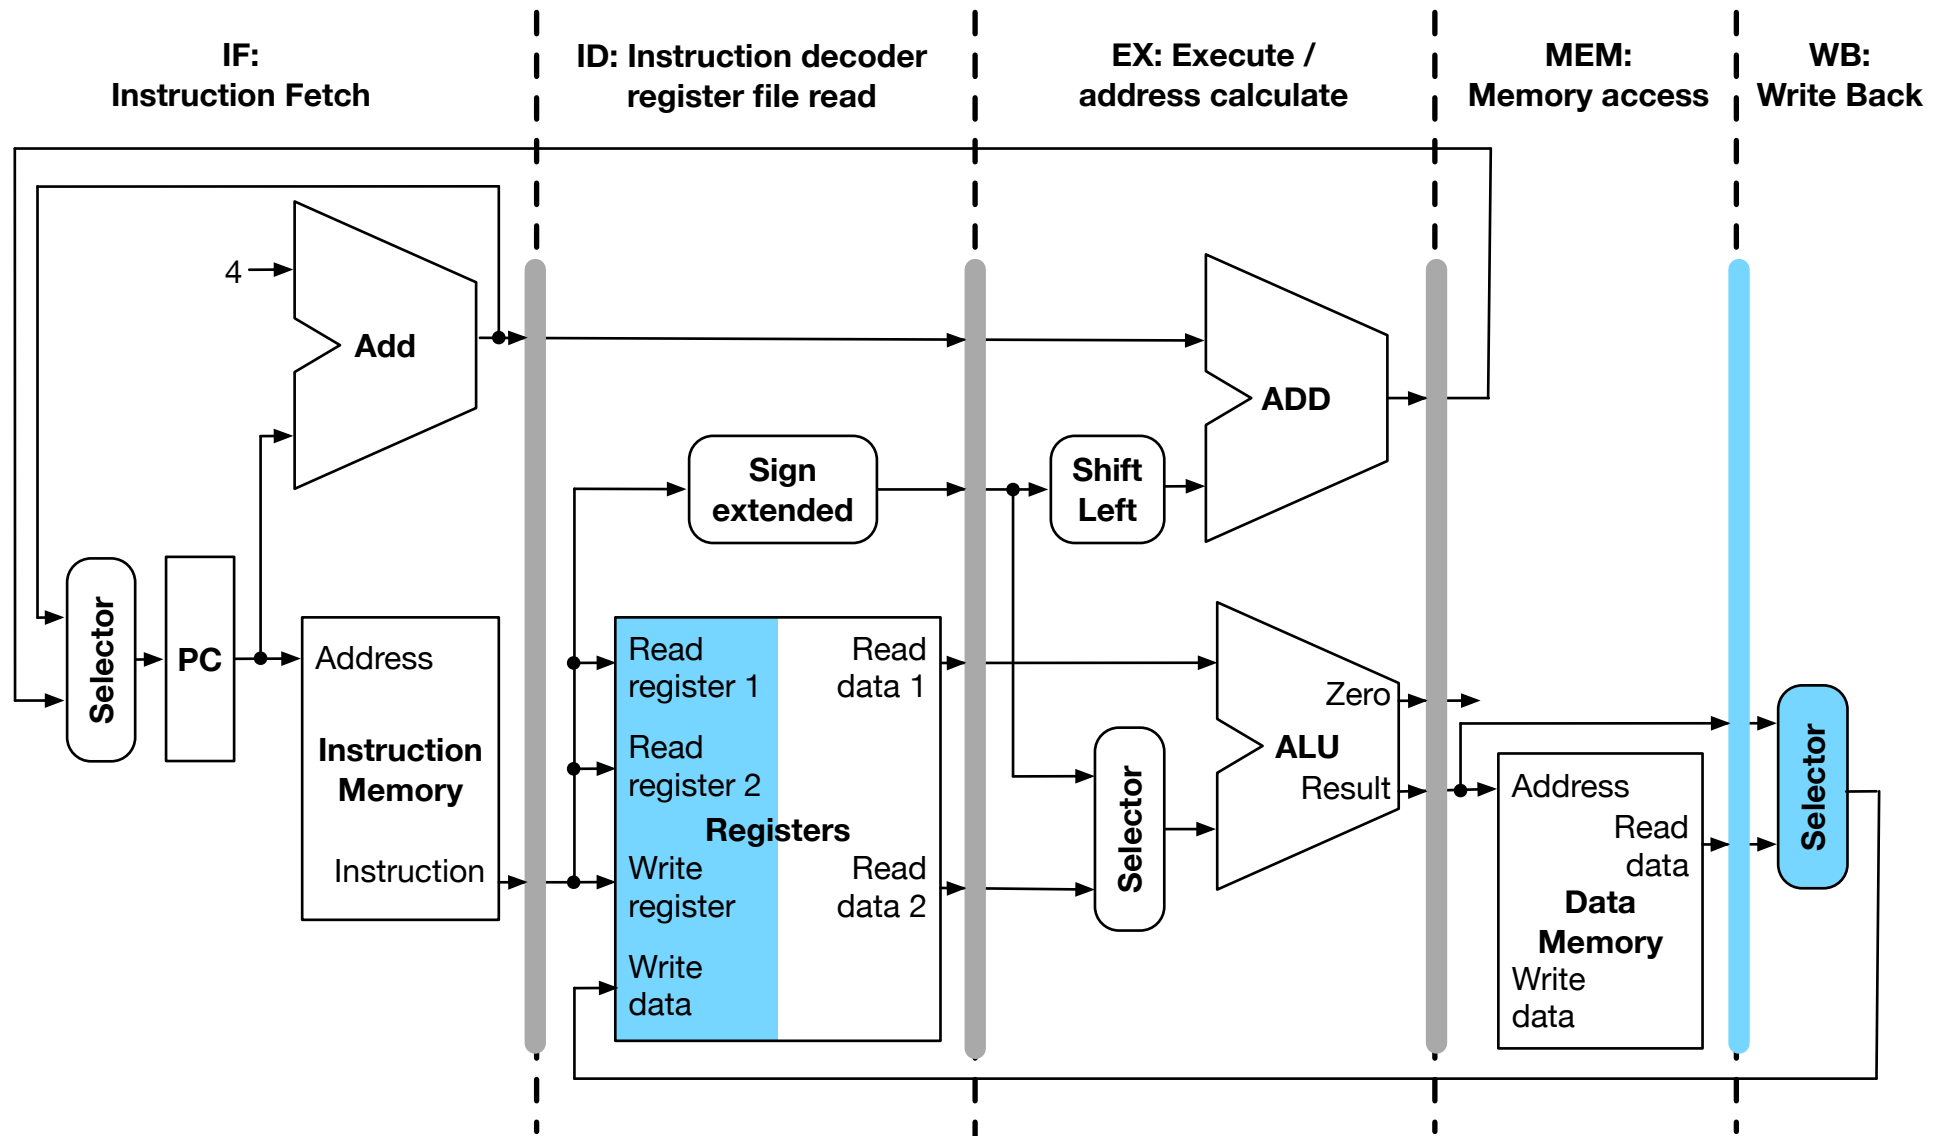 IF:
Instruction Fetch
ID: Instruction decoder
register file read
EX: Execute /
address calculate
MEM:
Memory access
WB:
Write Back
4
Add
ADD
Sign
extended
Shift
Left
Selector
PC
Address
Instruction
Memory
Instruction
Read
register 1
Read
data 1
Read
register 2
Registers
Write
register
Read
data 2
Write
data
Selector
Zero
ALU
Result
Address
Read
data
Data
Memory
Write
data
Selector